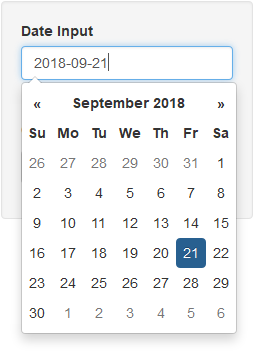 Date Input
2018-09-21
« September 2018 »
Su Mo Tu We Th Fr Sa
26 27 28 29 30 31 1
2 3 4 5 6 7 8
9 10 11 12 13 14 15
16 17 18 19 20 21 22
23 24 25 26 27 28 29
30 1 2 3 4 5 6